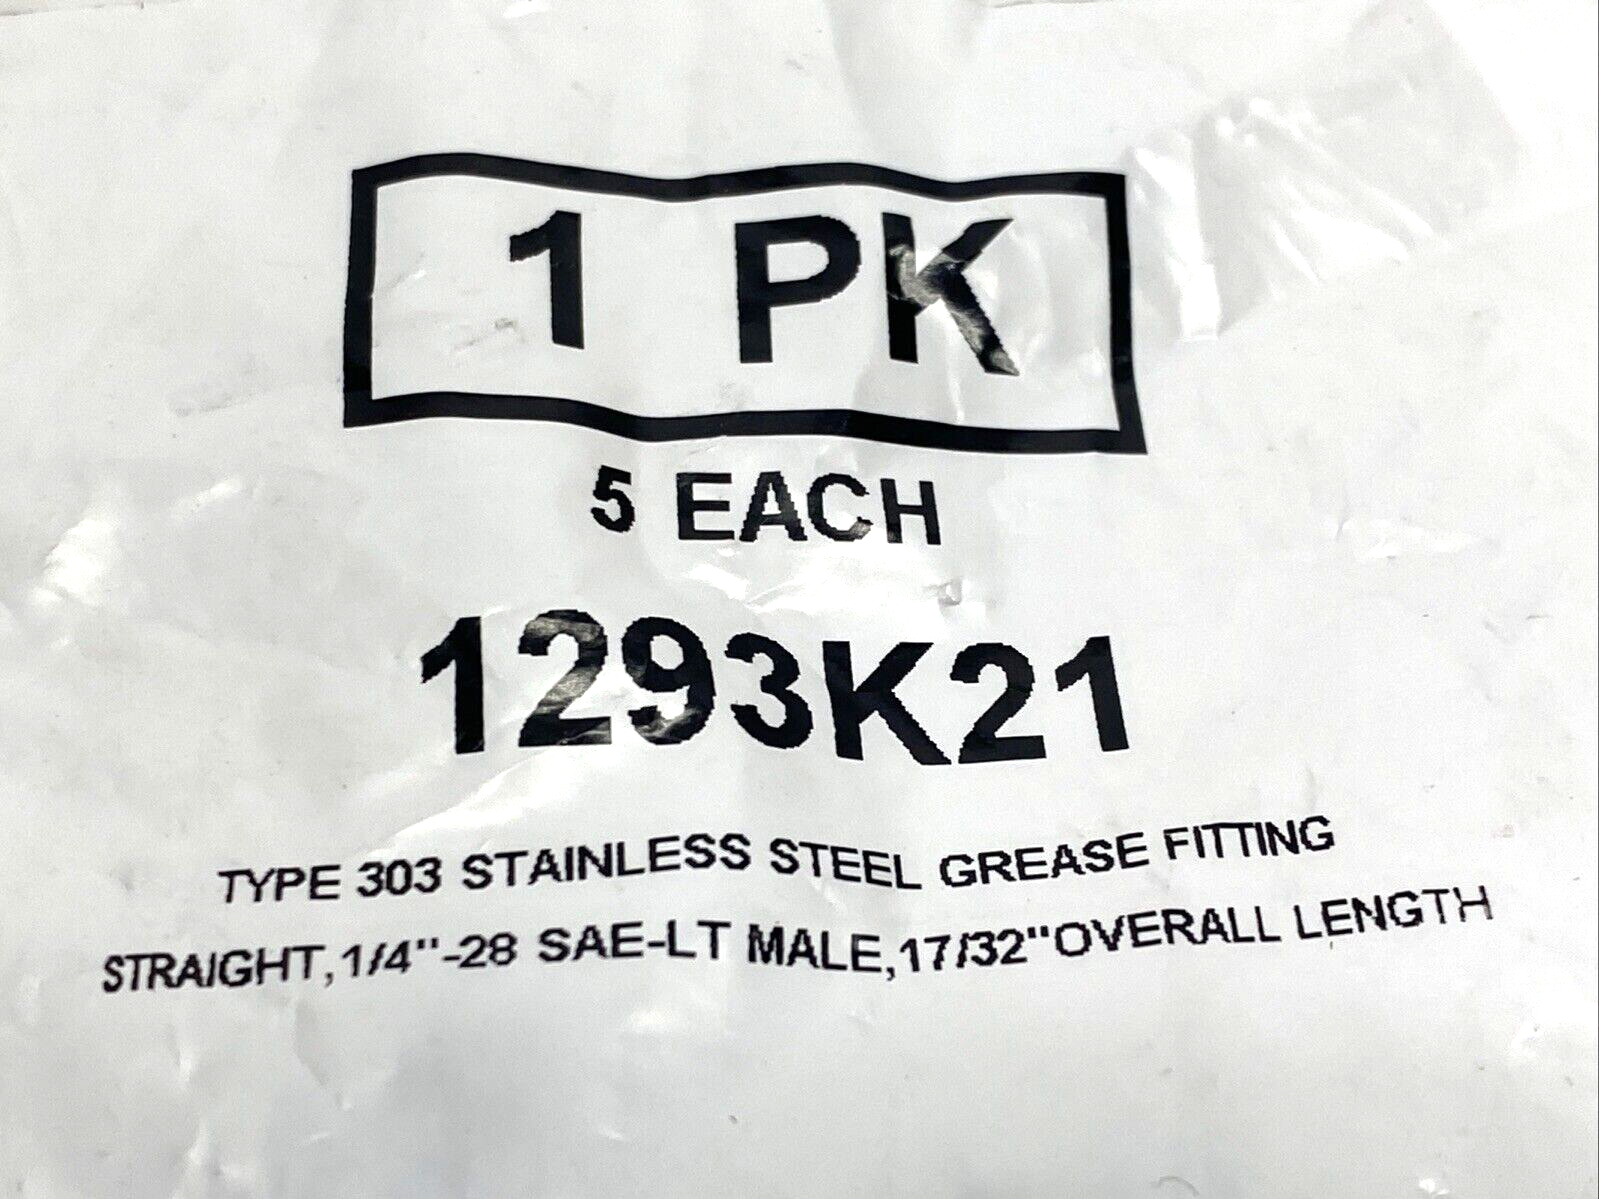 1 PK
5 EACH
1293K21
TYPE 303 STAINLESS STEEL GREASE FITTING
STRAIGHT,1/4"-28 SAE-LT MALE,17/32"OVERALL LENGTH